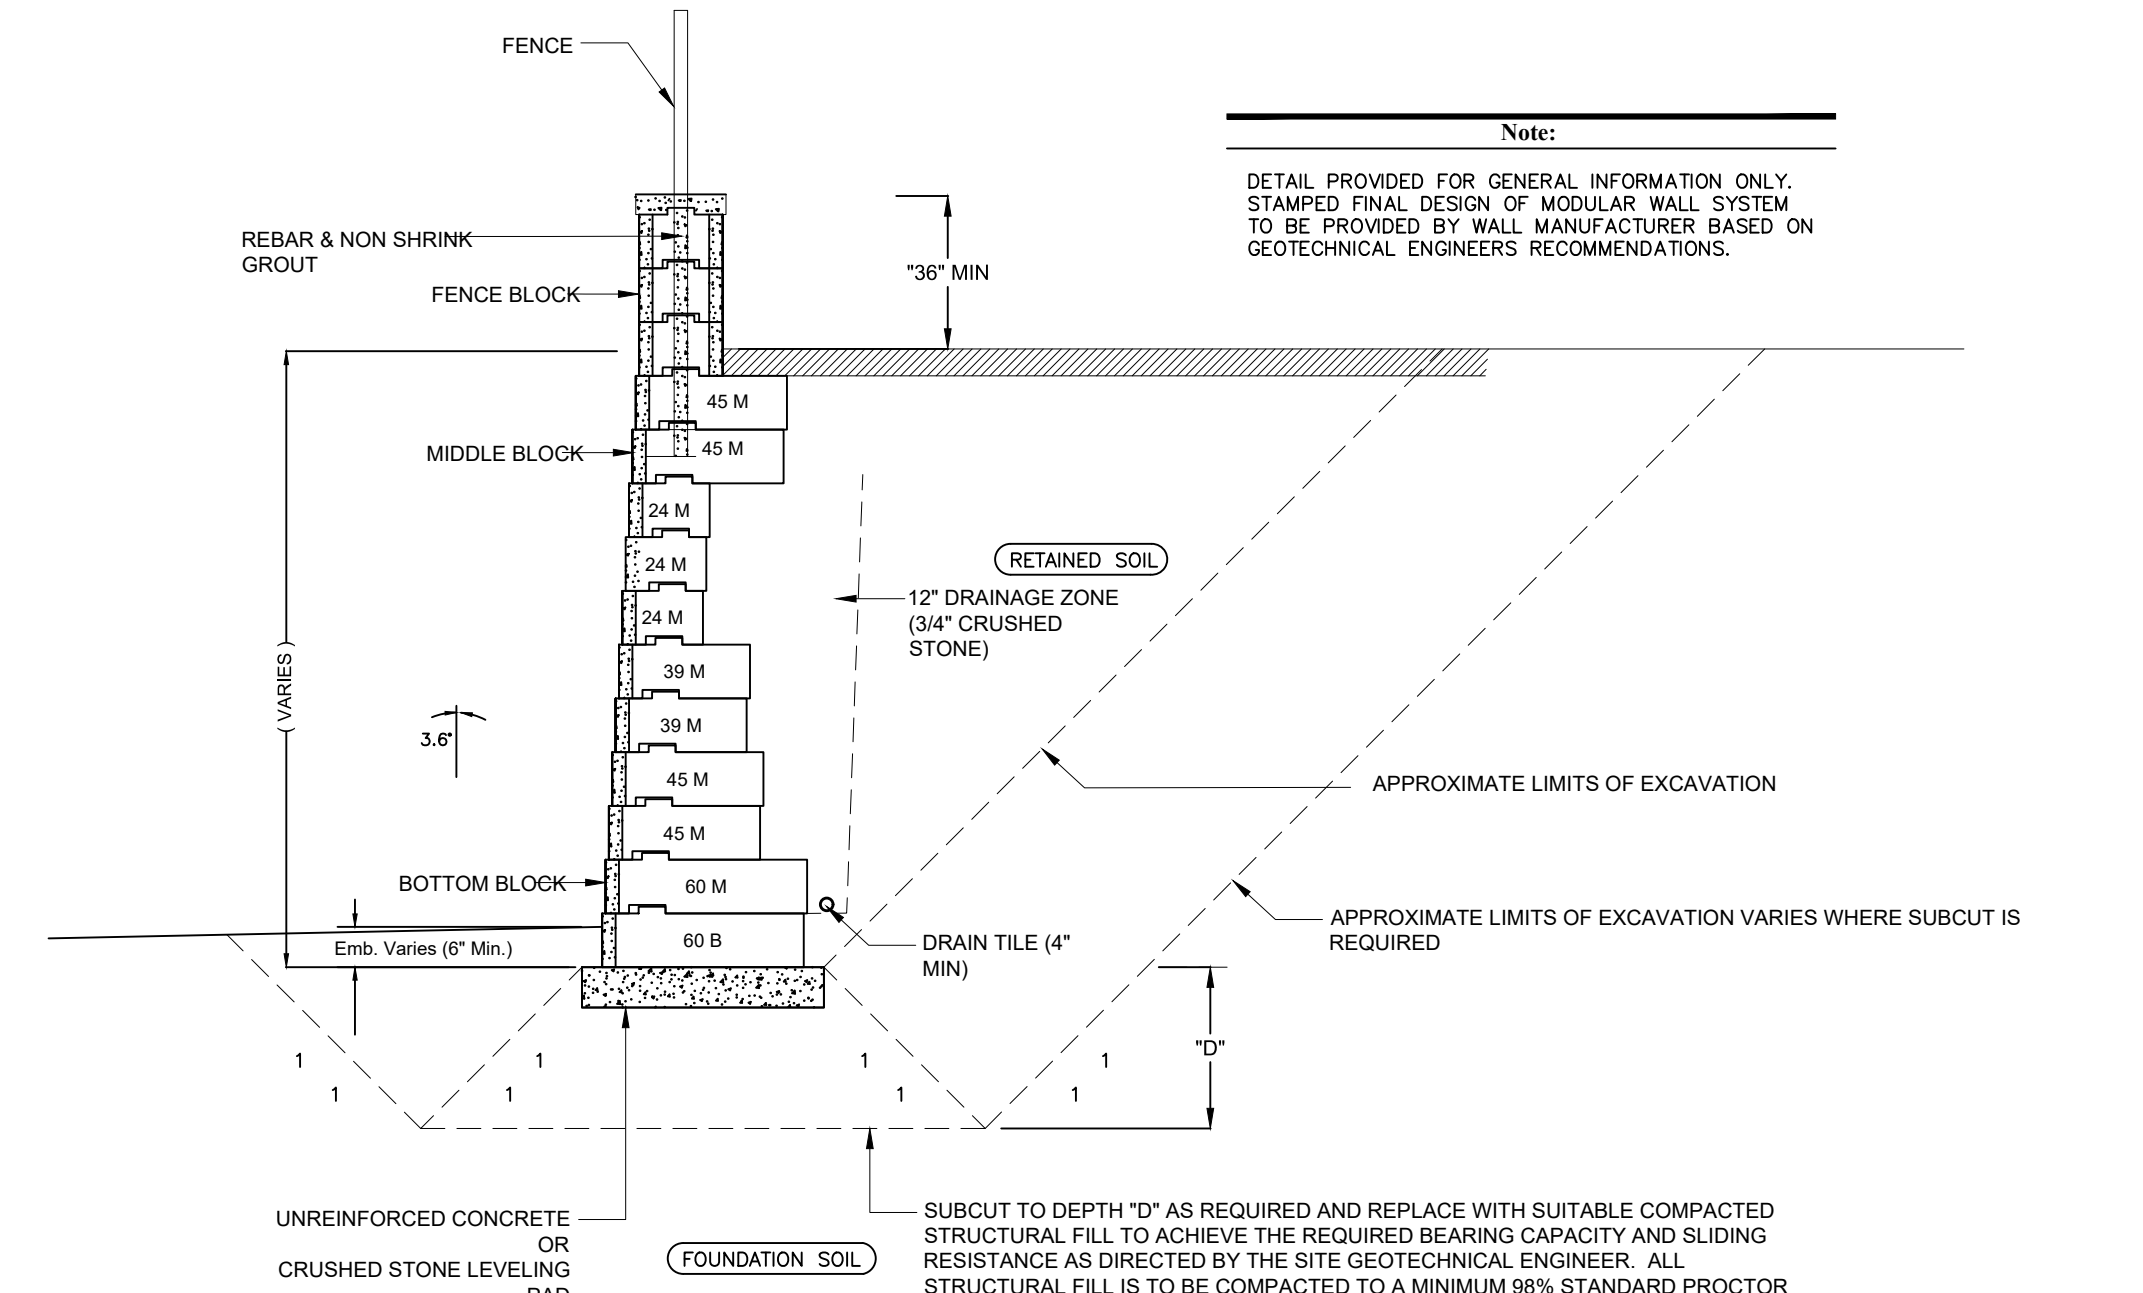 FENCE
Note:
DETAIL PROVIDED FOR GENERAL INFORMATION ONLY.
STAMPED FINAL DESIGN OF MODULAR WALL SYSTEM
TO BE PROVIDED BY WALL MANUFACTURER BASED ON
GEOTECHNICAL ENGINEERS RECOMMENDATIONS.
REBAR & NON SHRINK
GROUT
"36" MIN
FENCE BLOCK
45 M
MIDDLE BLOCK
45 M
24 M
24 M
RETAINED SOIL
12" DRAINAGE ZONE
(3/4" CRUSHED
STONE)
24 M
39 M
( VARIES )
39 M
3.6°
45 M
APPROXIMATE LIMITS OF EXCAVATION
45 M
BOTTOM BLOCK
60 M
APPROXIMATE LIMITS OF EXCAVATION VARIES WHERE SUBCUT IS
REQUIRED
60 B
Emb. Varies (6" Min.)
DRAIN TILE (4"
MIN)
"D"
1
1
1
1
1
1
1
1
UNREINFORCED CONCRETE
OR
CRUSHED STONE LEVELING
PAD
FOUNDATION SOIL
SUBCUT TO DEPTH "D" AS REQUIRED AND REPLACE WITH SUITABLE COMPACTED
STRUCTURAL FILL TO ACHIEVE THE REQUIRED BEARING CAPACITY AND SLIDING
RESISTANCE AS DIRECTED BY THE SITE GEOTECHNICAL ENGINEER. ALL
STRUCTURAL FILL IS TO BE COMPACTED TO A MINIMUM 98% STANDARD PROCTOR